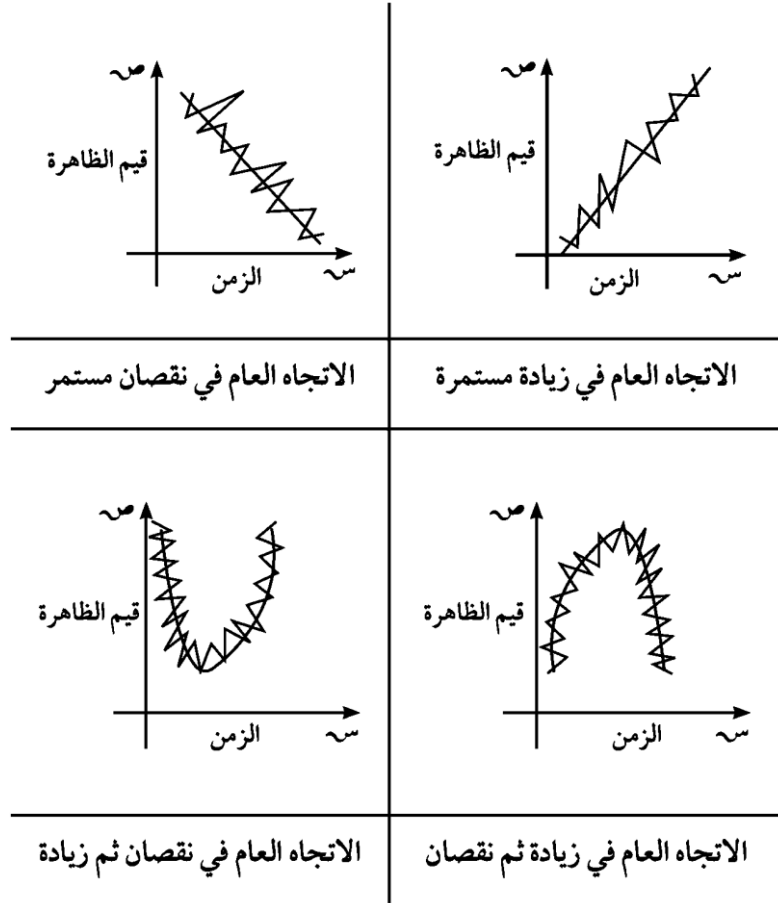 ص
قيم الظاهرة
الزمن
س
الاتجاه العام في زيادة مستمرة
ص
قيم الظاهرة
الزمن
س
الاتجاه العام في نقصان مستمر
ص
قيم الظاهرة
الزمن
س
الاتجاه العام في زيادة ثم نقصان
ص
قيم الظاهرة
الزمن
س
الاتجاه العام في نقصان ثم زيادة